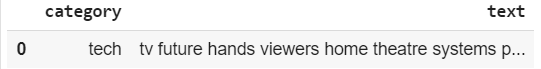 category text
0 tech tv future hands viewers home theatre systems p...